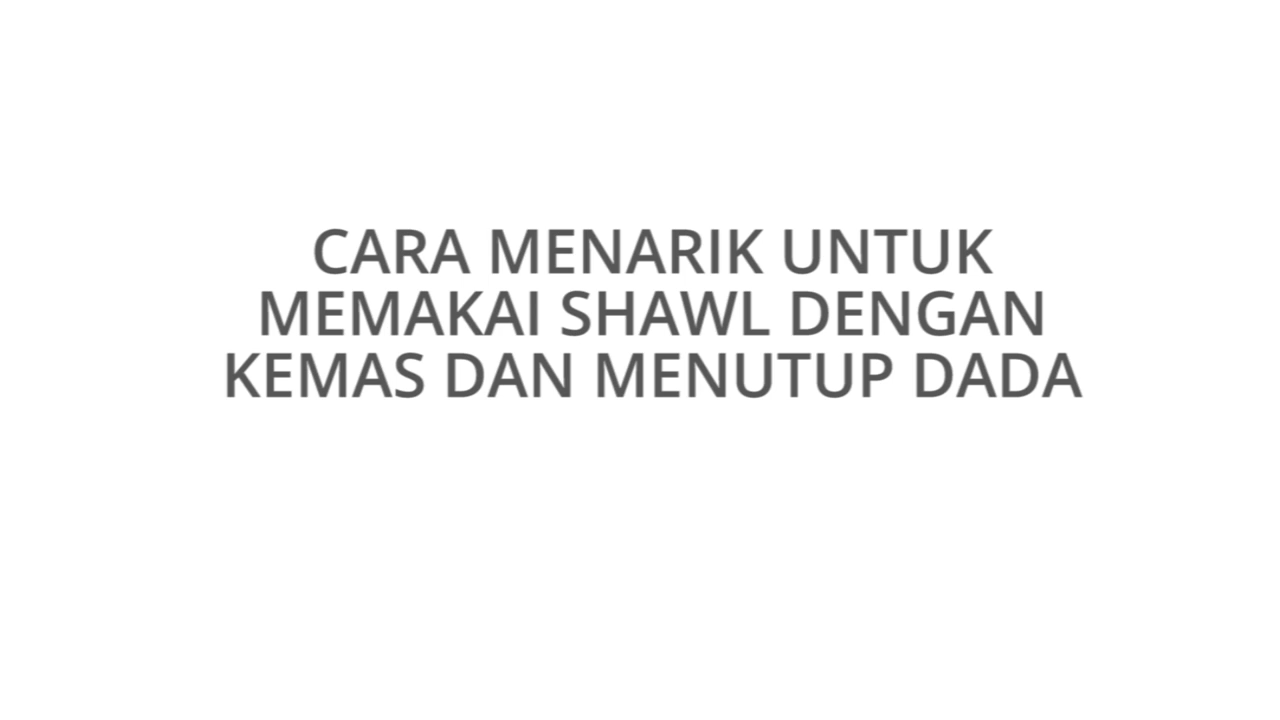 CARA MENARIK UNTUK
MEMAKAI SHAWL DENGAN
KEMAS DAN MENUTUP DADA